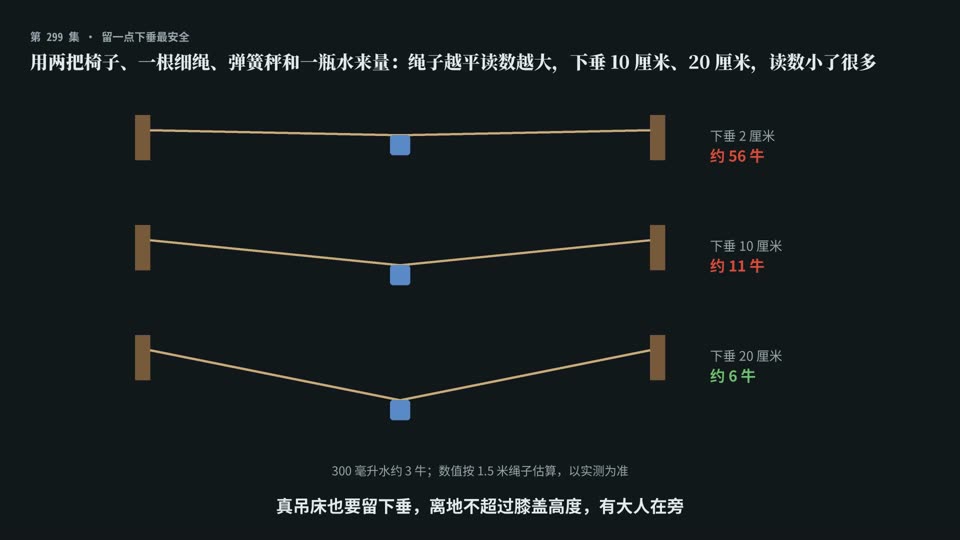 第 299 集 · 留一点下垂最安全
用两把椅子、一根细绳、弹簧秤和一瓶水来量：绳子越平读数越大，下垂 10 厘米、20 厘米，读数小了很多
下垂 2 厘米
约 56 牛
下垂 10 厘米
约 11 牛
下垂 20 厘米
约 6 牛
300 毫升水约 3 牛；数值按 1.5 米绳子估算，以实测为准
真吊床也要留下垂，离地不超过膝盖高度，有大人在旁